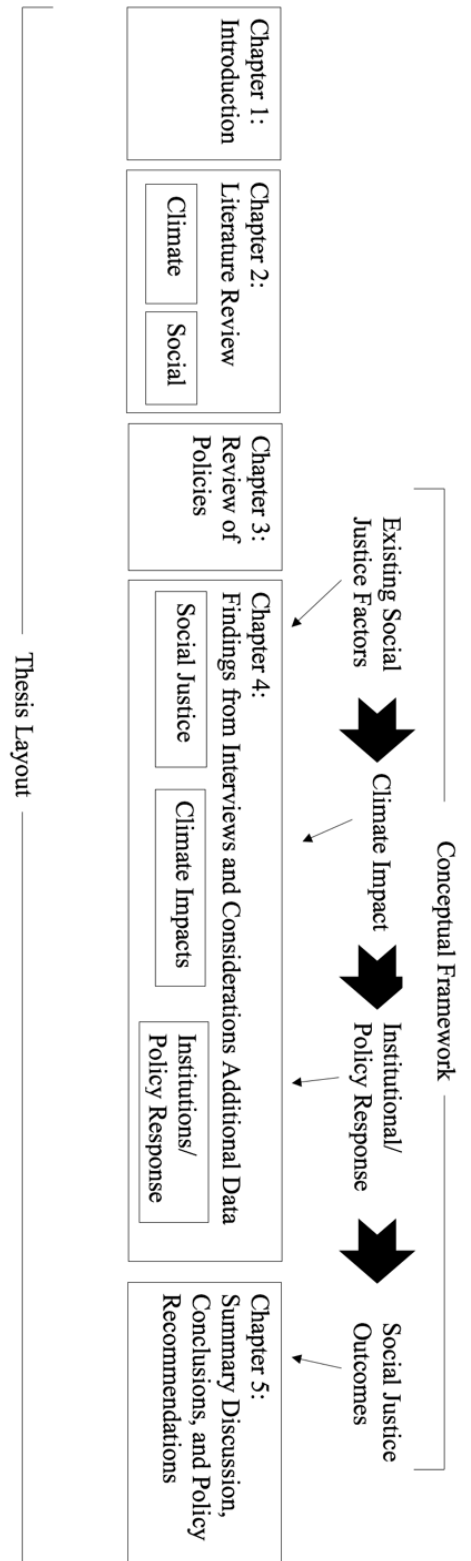 Conceptual Framework
Existing Social
Justice Factors
Climate Impact
Institutional/
Policy Response
Social Justice
Outcomes
Chapter 1:
Introduction
Chapter 2:
Literature Review
Climate
Social
Chapter 3:
Review of
Policies
Chapter 4:
Findings from Interviews and Considerations Additional Data
Social Justice
Climate Impacts
Institutions/
Policy Response
Chapter 5:
Summary Discussion,
Conclusions, and Policy
Recommendations
Thesis Layout